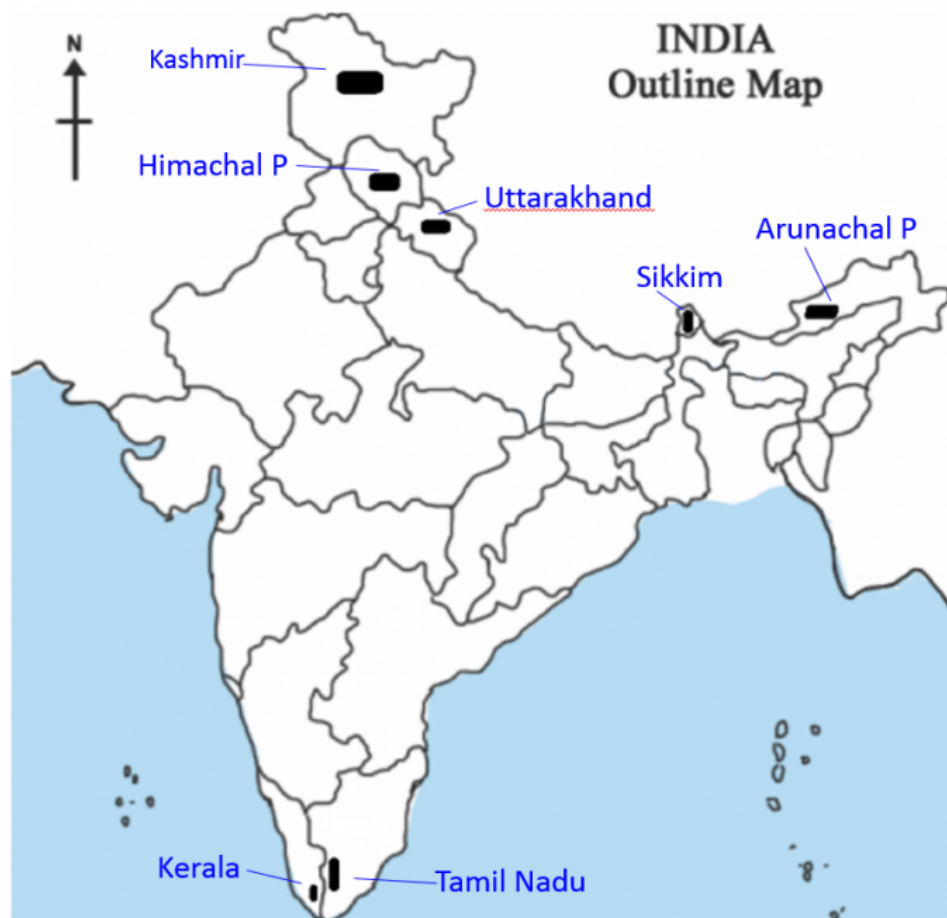 INDIA
Outline Map
N
Kashmir
Himachal P
Uttarakhand
Arunachal P
Sikkim
Kerala
Tamil Nadu